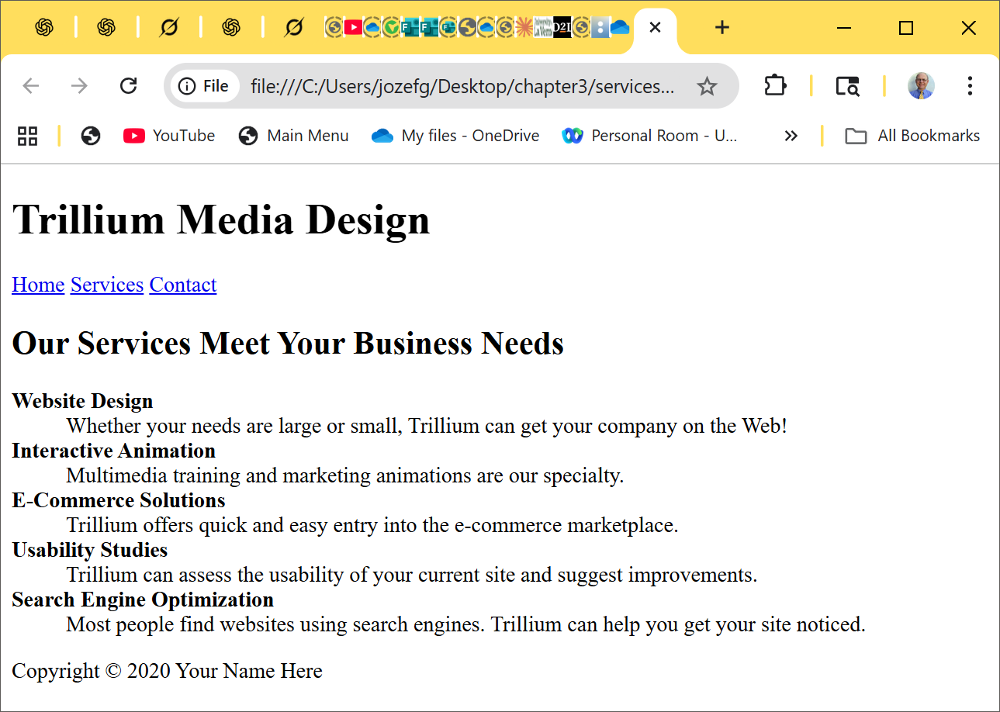 D2L
File
file:///C:/Users/jozefg/Desktop/chapter3/services...
YouTube
Main Menu
My files - OneDrive
Personal Room - U...
All Bookmarks
Trillium Media Design
Home Services Contact
Our Services Meet Your Business Needs
Website Design
Whether your needs are large or small, Trillium can get your company on the Web!
Interactive Animation
Multimedia training and marketing animations are our specialty.
E-Commerce Solutions
Trillium offers quick and easy entry into the e-commerce marketplace.
Usability Studies
Trillium can assess the usability of your current site and suggest improvements.
Search Engine Optimization
Most people find websites using search engines. Trillium can help you get your site noticed.
Copyright © 2020 Your Name Here